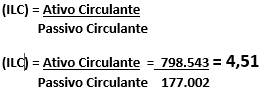 (ILC) = Ativo Circulante
Passivo Circulante
(ILC) = Ativo Circulante = 798.543 = 4,51
Passivo Circulante 177.002